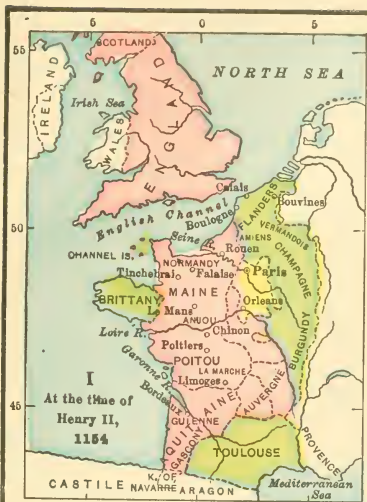 5 0 5
55
SCOTLAND
NORTH SEA
IRELAND
Irish Sea
WALES
ENGLAND
50
English Channel
Calais
Boulogne
FLANDERS
Bouvines
VERMANDOIS
AMIENS
CHAMPAGNE
Seine R.
Rouen
CHANNEL IS.
NORMANDY
Tinchebrai
Falaise
Paris
BRITTANY
MAINE
Orleans
Le Mans
ANJOU
BURGUNDY
Loire R.
Chinon
Poitiers
POITOU
LA MARCHE
Limoges
AUVERGNE
Garonne R.
Bordeaux
I
At the time of
Henry II,
1154
45
AQUITAINE
GUIENNE
GASCONY
TOULOUSE
PROVENCE
CASTILE
K. OF
NAVARRE
ARAGON
Mediterranean
Sea